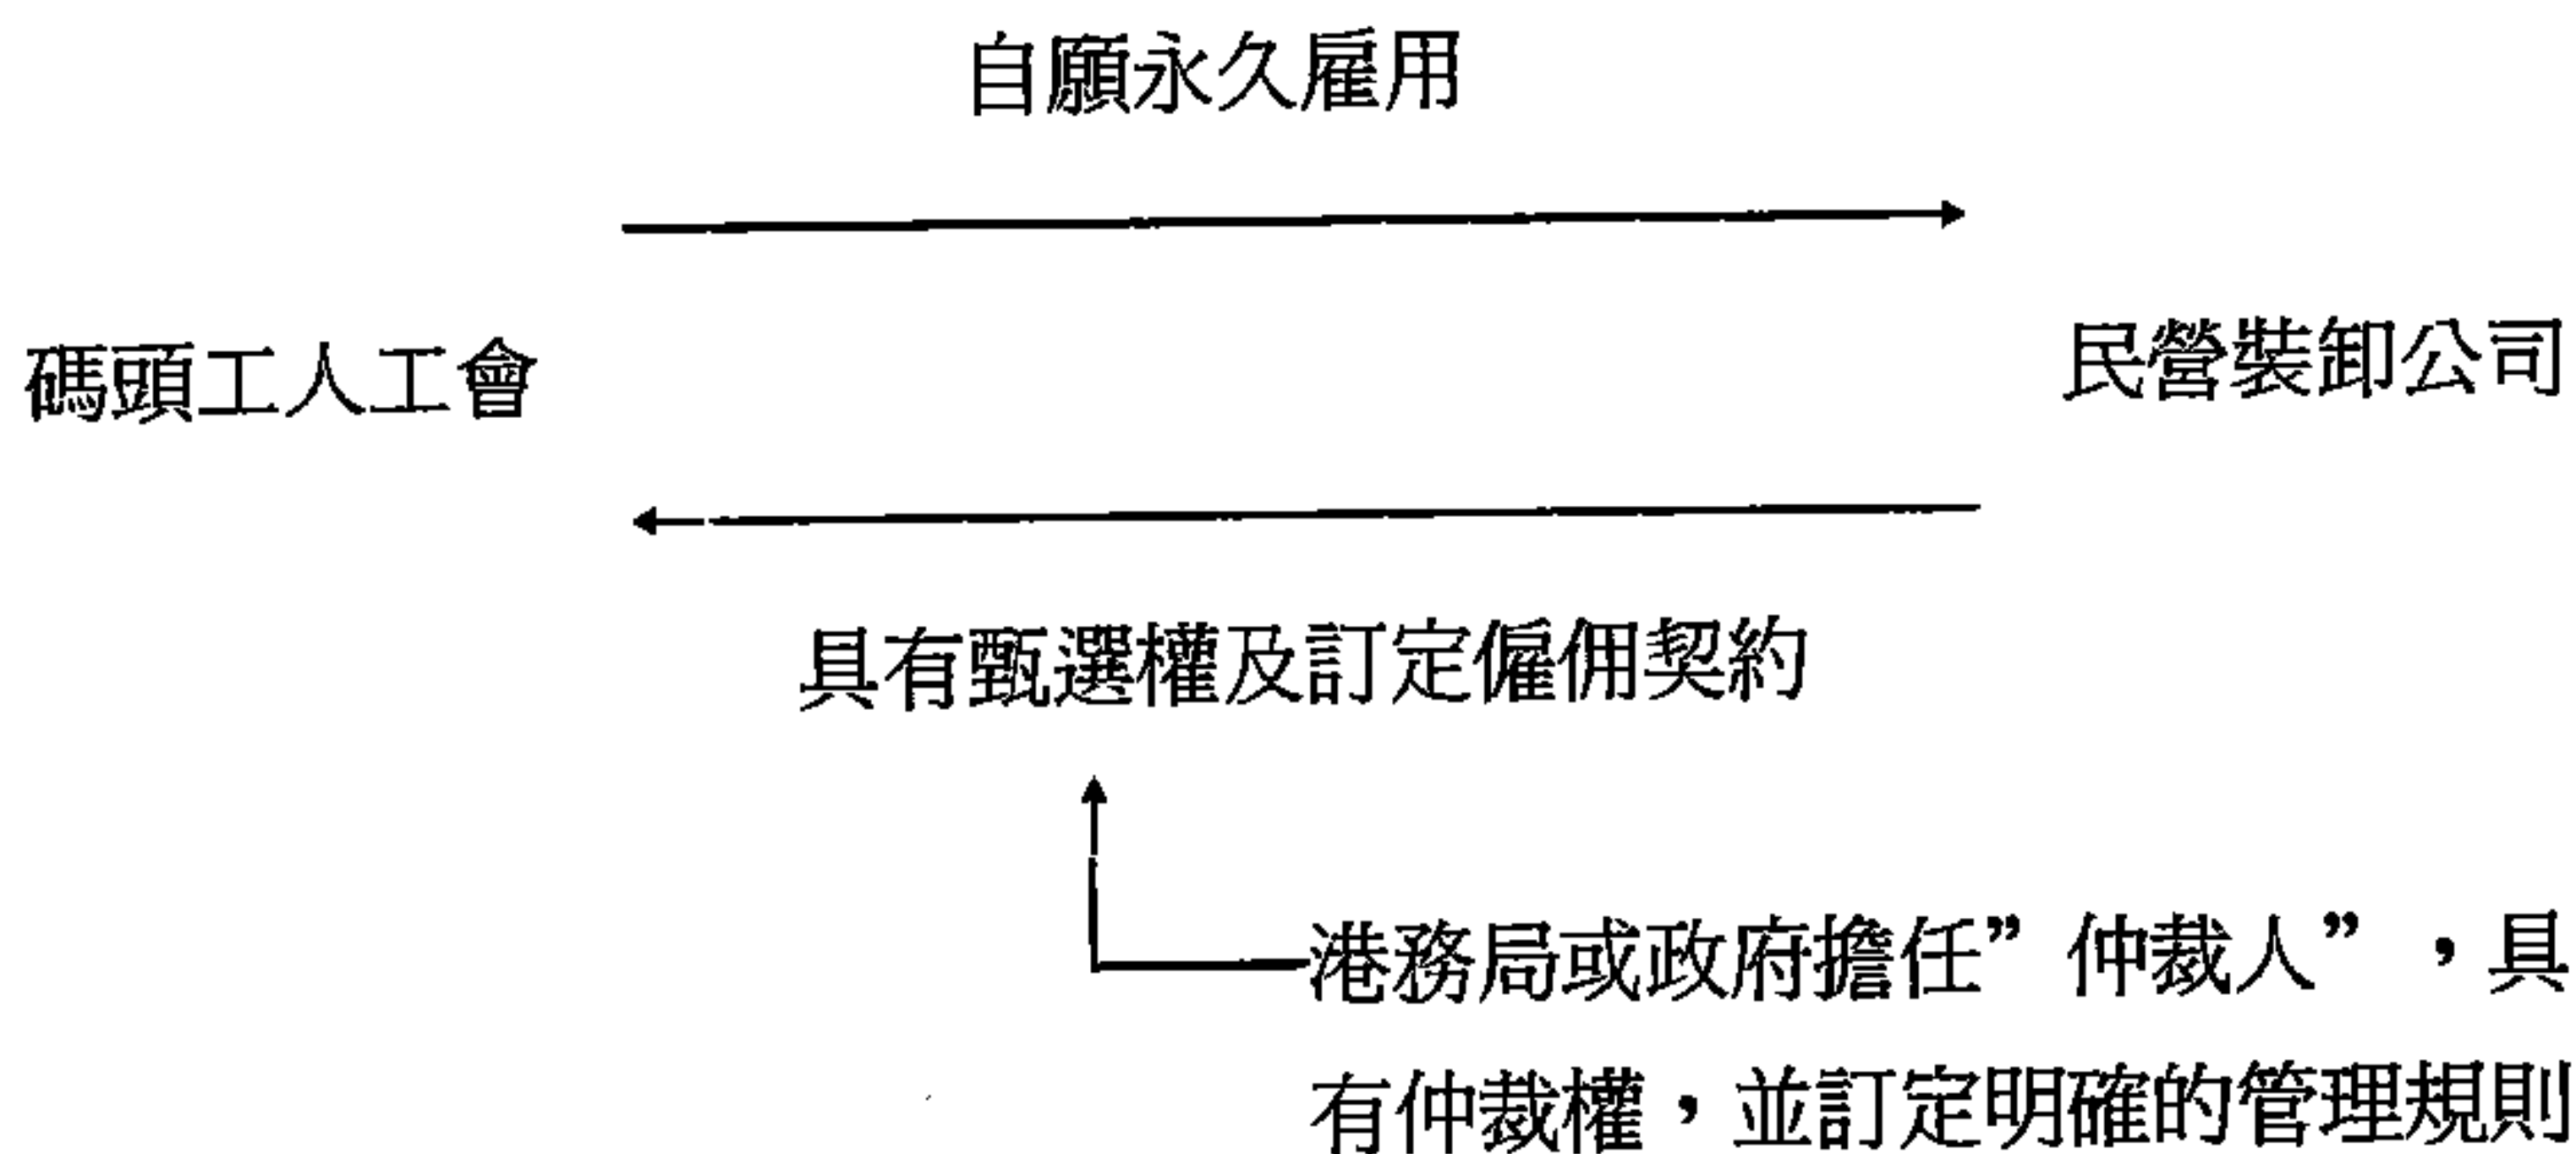 自願永久雇用
碼頭工人工會
民營裝卸公司
具有甄選權及訂定僱佣契約
港務局或政府擔任”仲裁人”，具
有仲裁權，並訂定明確的管理規則